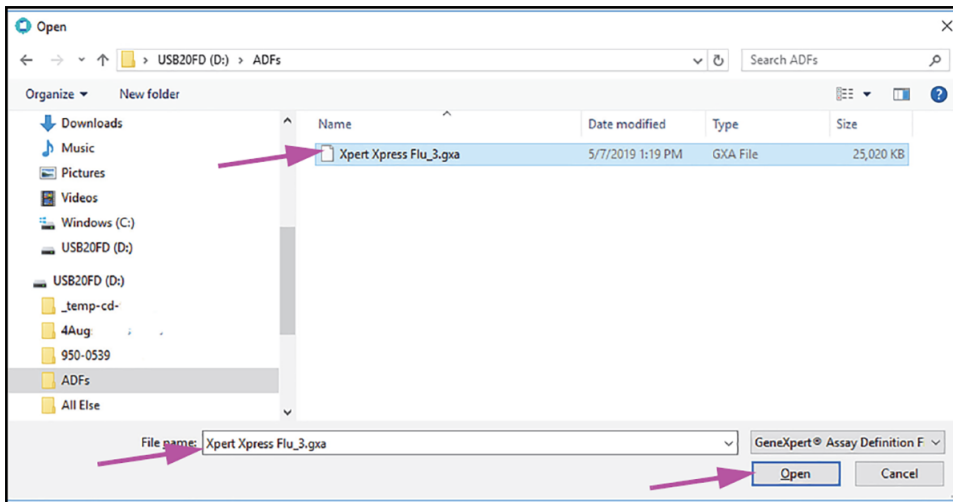 Open
USB20FD (D:) › ADFs
Search ADFs
Organize
New folder
Downloads
Music
Pictures
Videos
Windows (C:)
USB20FD (D:)
USB20FD (D:)
_temp-cd-
4Aug
950-0539
ADFs
All Else
Name Date modified Type Size
Xpert Xpress Flu_3.gxa 5/7/2019 1:19 PM GXA File 25,020 KB
File name: Xpert Xpress Flu_3.gxa
GeneXpert® Assay Definition F
Open Cancel